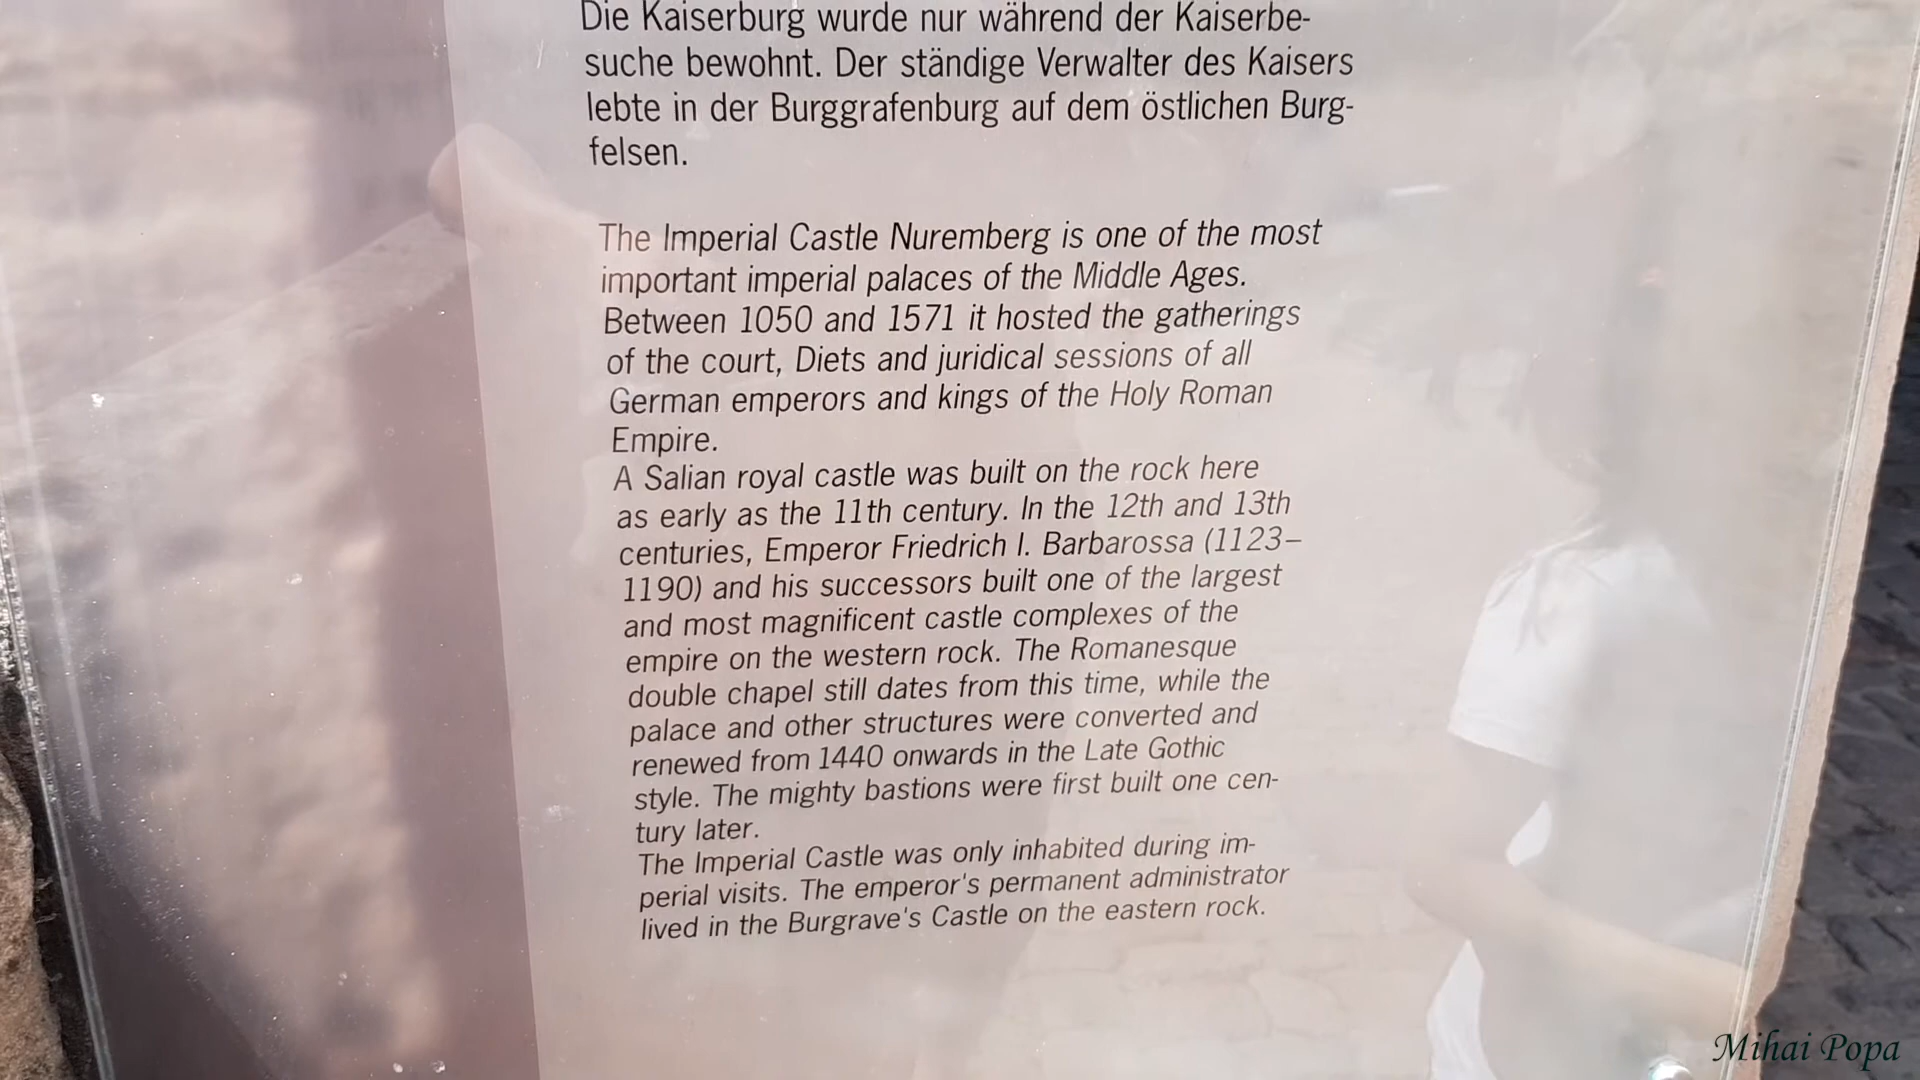 Die Kaiserburg wurde nur während der Kaiserbe-
suche bewohnt. Der ständige Verwalter des Kaisers
lebte in der Burggrafenburg auf dem östlichen Burg-
felsen.
The Imperial Castle Nuremberg is one of the most
important imperial palaces of the Middle Ages.
Between 1050 and 1571 it hosted the gatherings
of the court, Diets and juridical sessions of all
German emperors and kings of the Holy Roman
Empire.
A Salian royal castle was built on the rock here
as early as the 11th century. In the 12th and 13th
centuries, Emperor Friedrich I. Barbarossa (1123–
1190) and his successors built one of the largest
and most magnificent castle complexes of the
empire on the western rock. The Romanesque
double chapel still dates from this time, while the
palace and other structures were converted and
renewed from 1440 onwards in the Late Gothic
style. The mighty bastions were first built one cen-
tury later.
The Imperial Castle was only inhabited during im-
perial visits. The emperor's permanent administrator
lived in the Burgrave's Castle on the eastern rock.
Mihai Popa